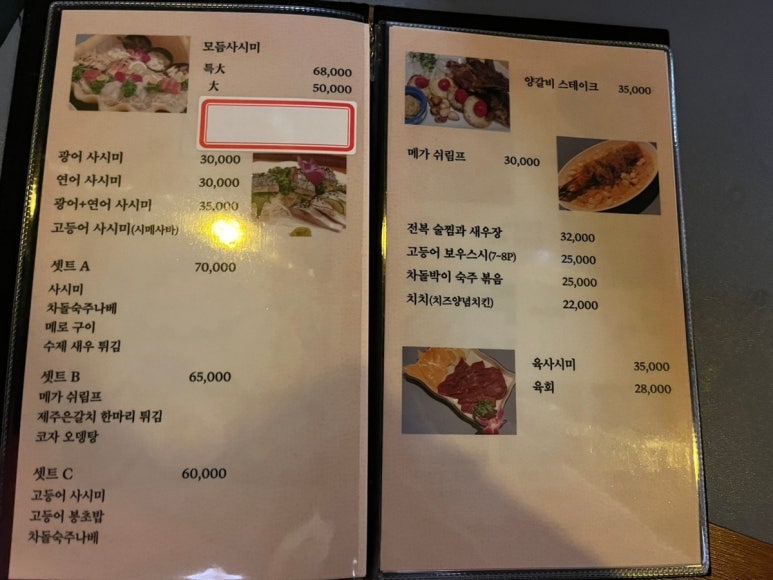 모듬사시미
특大 68,000
大 50,000
광어 사시미 30,000
연어 사시미 30,000
광어+연어 사시미 35,000
고등어 사시미(시메사바)
셋트 A 70,000
사시미
차돌숙주나베
메로 구이
수제 새우 튀김
셋트 B 65,000
메가 쉬림프
제주은갈치 한마리 튀김
코자 오뎅탕
셋트 C 60,000
고등어 사시미
고등어 봉초밥
차돌숙주나베
양갈비 스테이크 35,000
메가 쉬림프 30,000
전복 술찜과 새우장 32,000
고등어 보우스시(7~8P) 25,000
차돌박이 숙주 볶음 25,000
치치(치즈양념치킨) 22,000
육사시미 35,000
육회 28,000